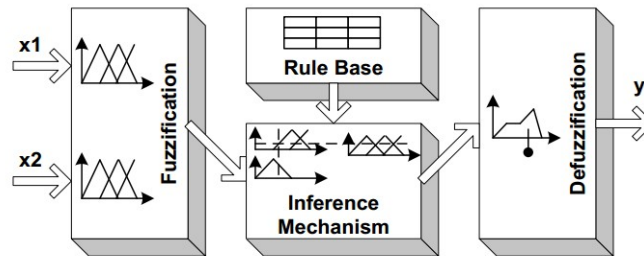 x1
x2
Fuzzification
Rule Base
Inference
Mechanism
Defuzzification
y